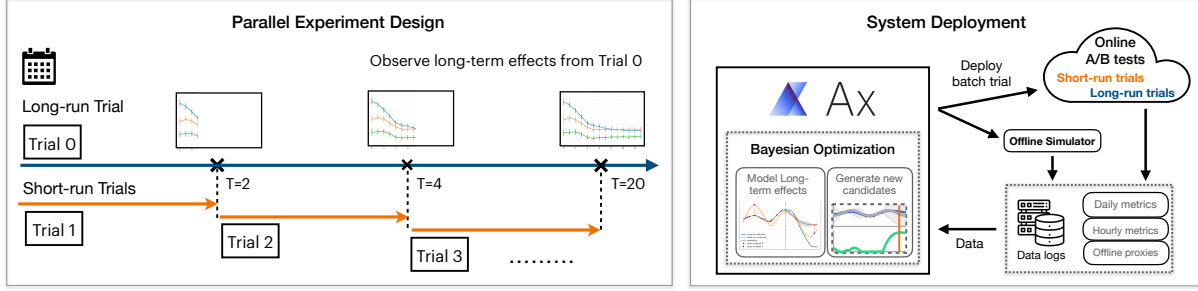 Parallel Experiment Design
Observe long-term effects from Trial 0
Long-run Trial
Trial 0
T=2
T=4
T=20
Short-run Trials
Trial 1
Trial 2
Trial 3
.........
System Deployment
Ax
Deploy
batch trial
Online
A/B tests
Short-run trials
Long-run trials
Offline Simulator
Bayesian Optimization
Model Long-
term effects
Generate new
candidates
Data
Data logs
Daily metrics
Hourly metrics
Offline proxies